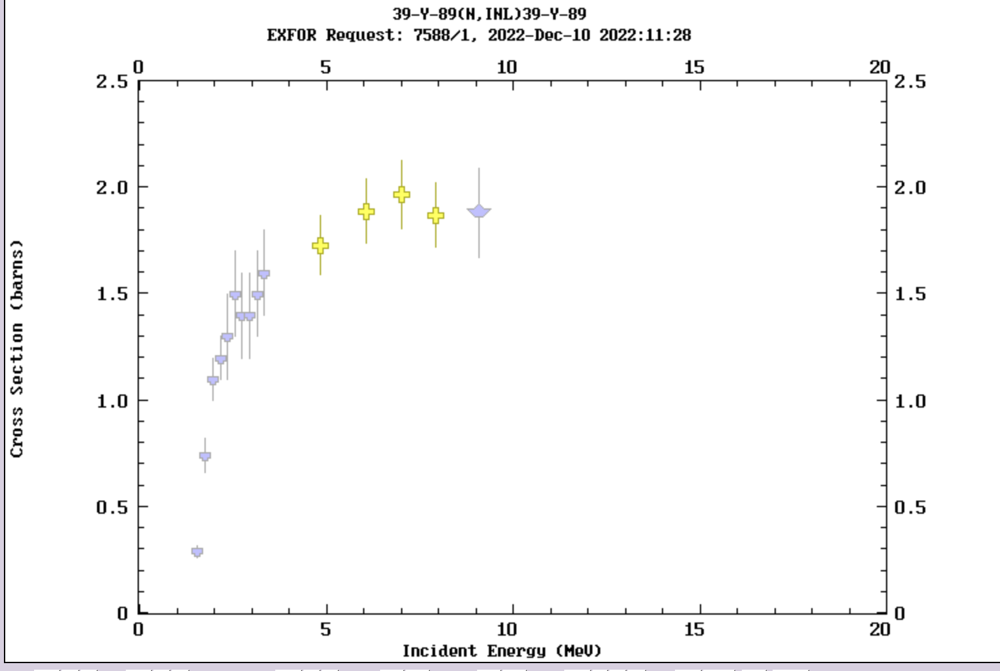 39-Y-89(N,INL)39-Y-89
EXFOR Request: 7588/1, 2022-Dec-10 2022:11:28
0 5 10 15 20
2.5 2.5
2.0 2.0
1.5 1.5
1.0 1.0
0.5 0.5
0 0
Cross Section (barns)
0 5 10 15 20
Incident Energy (MeV)